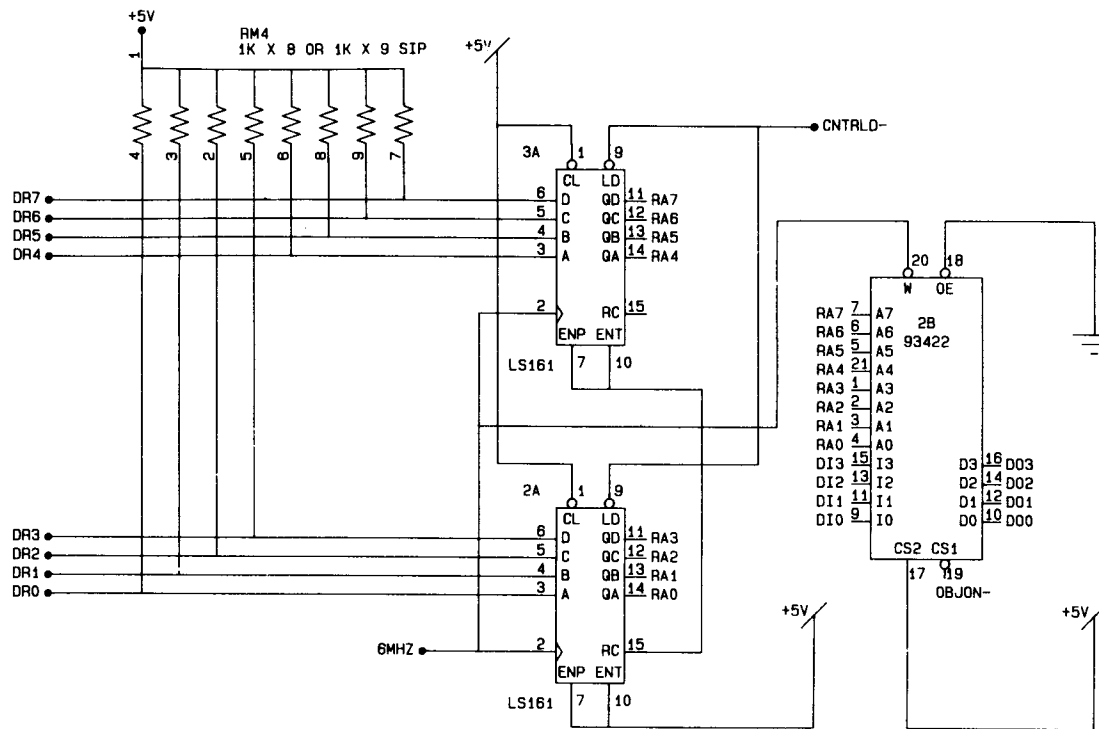 +5V
RM4
1K X 8 OR 1K X 9 SIP
+5V
1
4 3 2 5 6 8 9 7
CNTRLD-
3A 1 9
CL LD
DR7 6 D QD 11 RA7
DR6 5 C QC 12 RA6
DR5 4 B QB 13 RA5
DR4 3 A QA 14 RA4
2 RC 15
ENP ENT
LS161 7 10
20 18
W OE
2B
93422
RA7 7 A7
RA6 6 A6
RA5 5 A5
RA4 21 A4
RA3 1 A3
RA2 2 A2
RA1 3 A1
RA0 4 A0
DI3 15 I3 D3 16 DO3
DI2 13 I2 D2 14 DO2
DI1 11 I1 D1 12 DO1
DI0 9 I0 D0 10 DO0
CS2 CS1
17 19
OBJON-
2A 1 9
CL LD
DR3 6 D QD 11 RA3
DR2 5 C QC 12 RA2
DR1 4 B QB 13 RA1
DR0 3 A QA 14 RA0
6MHZ 2 RC 15
ENP ENT
LS161 7 10
+5V
+5V